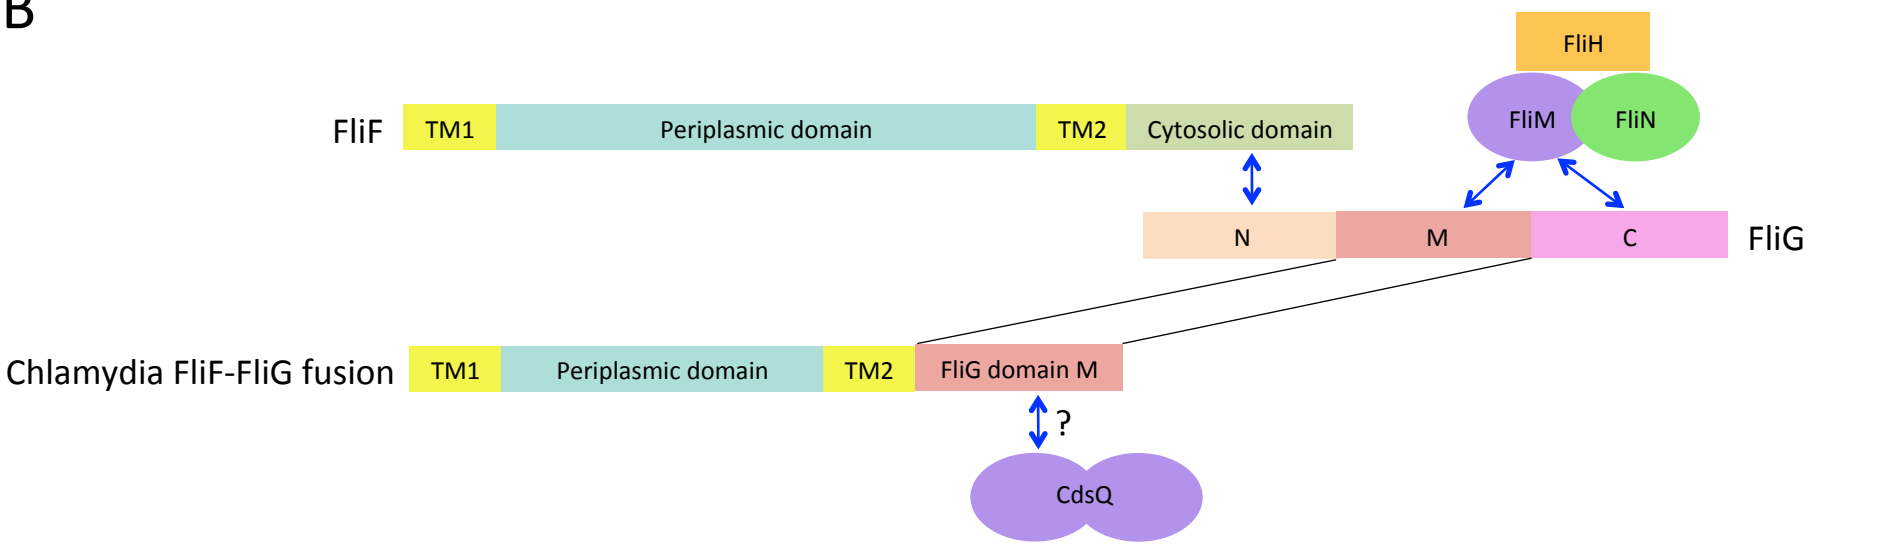 B
FliH
FliF
TM1
Periplasmic domain
TM2
Cytosolic domain
FliM
FliN
N
M
C
FliG
Chlamydia FliF-FliG fusion
TM1
Periplasmic domain
TM2
FliG domain M
?
CdsQ